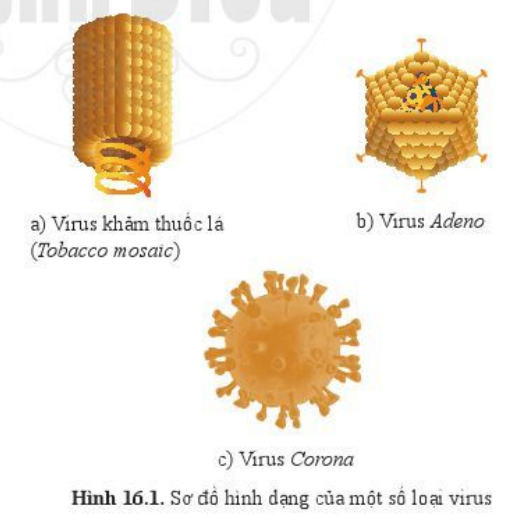 a) Virus khảm thuốc lá
(Tobacco mosaic)
b) Virus Adeno
c) Virus Corona
Hình 16.1. Sơ đồ hình dạng của một số loại virus